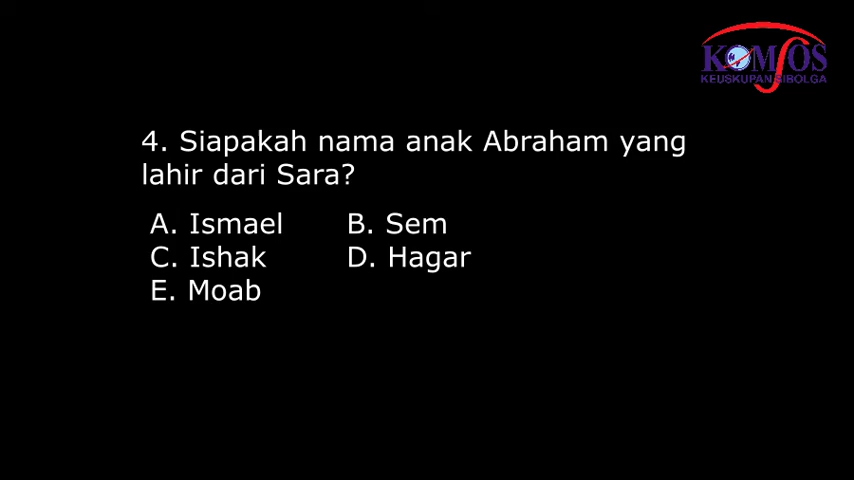 KOMSOS
KEUSKUPAN SIBOLGA
4. Siapakah nama anak Abraham yang
lahir dari Sara?
A. Ismael B. Sem
C. Ishak D. Hagar
E. Moab